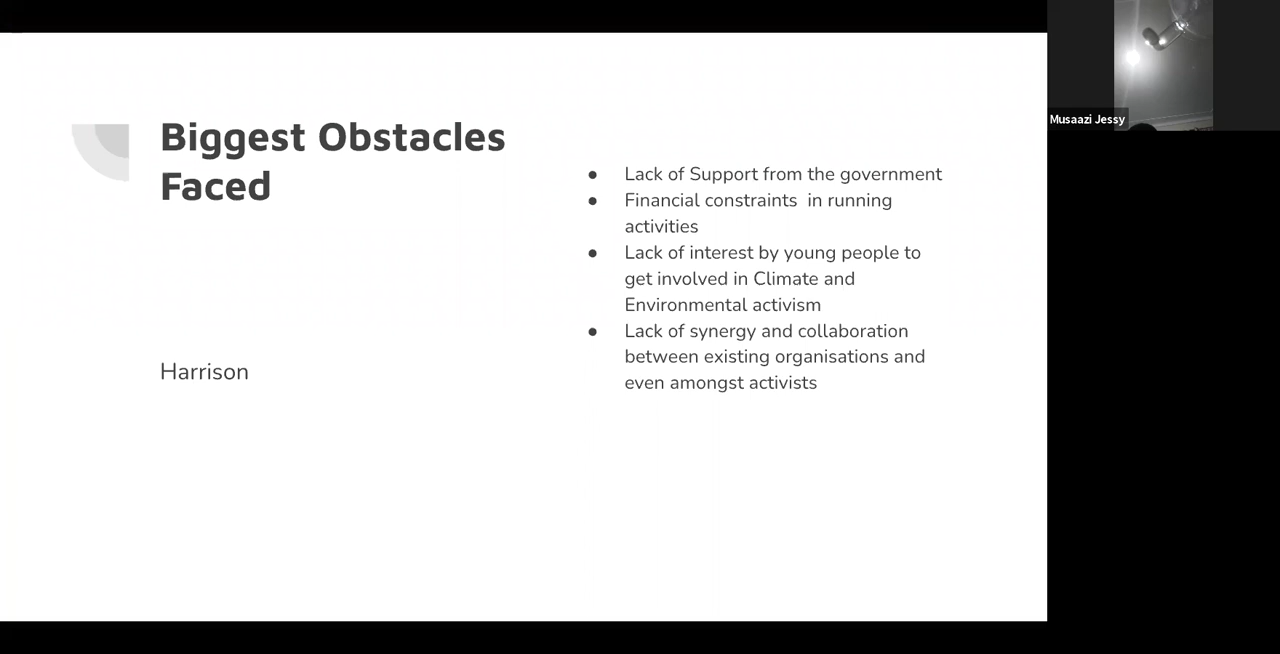 Biggest Obstacles
Faced
Harrison
● Lack of Support from the government
● Financial constraints  in running
activities
● Lack of interest by young people to
get involved in Climate and
Environmental activism
● Lack of synergy and collaboration
between existing organisations and
even amongst activists
Musaazi Jessy